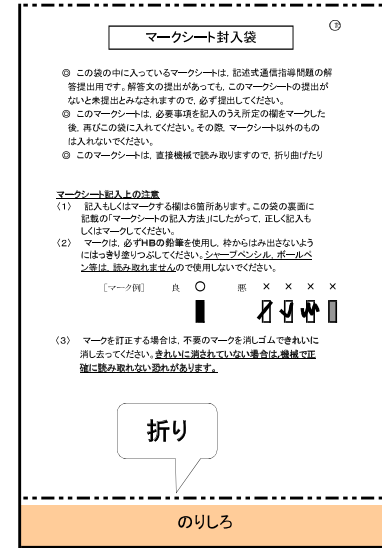 マークシート封入袋
◎ この袋の中に入っているマークシートは、記述式通信指導問題の解
答提出用です。解答文の提出があっても、このマークシートの提出が
ないと未提出とみなされますので、必ず提出してください。
◎ このマークシートは、必要事項を記入のうえ所定の欄をマークした
後、再びこの袋に入れてください。その際、マークシート以外のもの
は入れないでください。
◎ このマークシートは、直接機械で読み取りますので、折り曲げたり
マークシート記入上の注意
〈1〉 記入もしくはマークする欄は6箇所あります。この袋の裏面に
記載の「マークシートの記入方法」にしたがって、正しく記入も
しくはマークしてください。
〈2〉 マークは、必ずHBの鉛筆を使用し、枠からはみ出さないよう
にはっきり塗りつぶしてください。シャープペンシル、ボールペ
ン等は、読み取れませんので使用しないでください。
[マーク例] 良 ○ 悪 × × × ×
〈3〉 マークを訂正する場合は、不要のマークを消しゴムできれいに
消し去ってください。きれいに消されていない場合は、機械で正
確に読み取れない恐れがあります。
折り
のりしろ